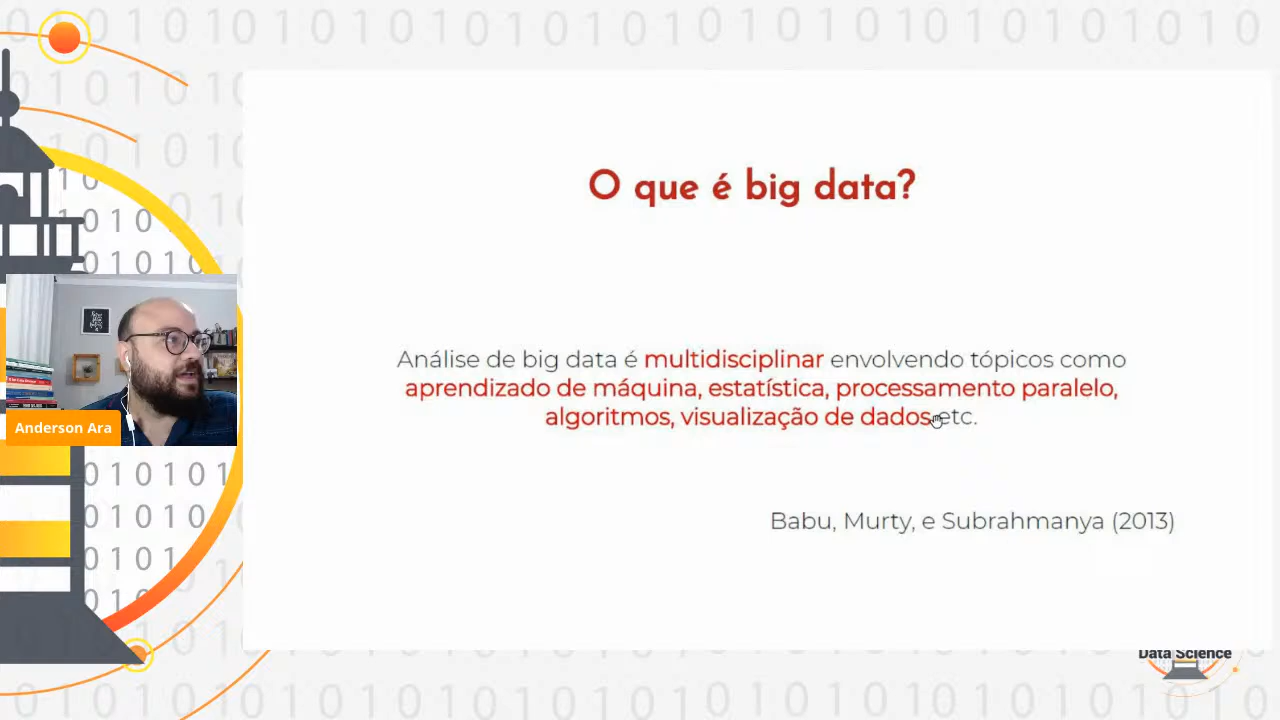 O que é big data?
Análise de big data é multidisciplinar envolvendo tópicos como
aprendizado de máquina, estatística, processamento paralelo,
algoritmos, visualização de dados etc.
Babu, Murty, e Subrahmanya (2013)
Anderson Ara
Data Science